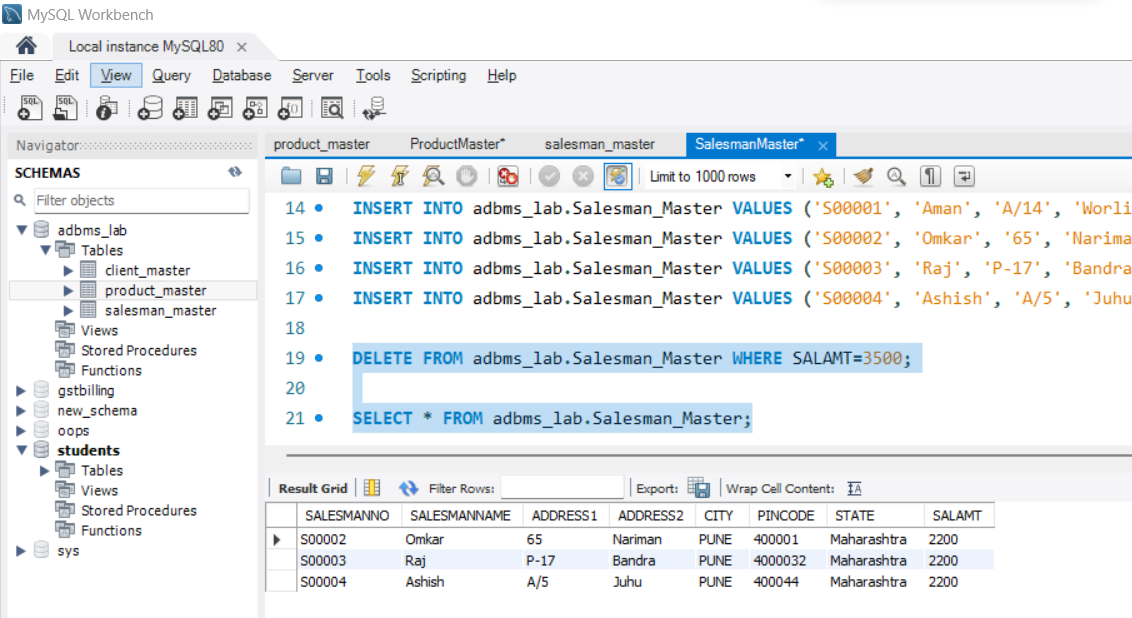 MySQL Workbench
Local instance MySQL80
File Edit View Query Database Server Tools Scripting Help
Navigator
SCHEMAS
Filter objects
adbms_lab
Tables
client_master
product_master
salesman_master
Views
Stored Procedures
Functions
gstbilling
new_schema
oops
students
Tables
Views
Stored Procedures
Functions
sys
product_master ProductMaster* salesman_master SalesmanMaster*
Limit to 1000 rows
14 INSERT INTO adbms_lab.Salesman_Master VALUES ('S00001', 'Aman', 'A/14', 'Worli
15 INSERT INTO adbms_lab.Salesman_Master VALUES ('S00002', 'Omkar', '65', 'Nariman
16 INSERT INTO adbms_lab.Salesman_Master VALUES ('S00003', 'Raj', 'P-17', 'Bandra
17 INSERT INTO adbms_lab.Salesman_Master VALUES ('S00004', 'Ashish', 'A/5', 'Juhu
18
19 DELETE FROM adbms_lab.Salesman_Master WHERE SALAMT=3500;
20
21 SELECT * FROM adbms_lab.Salesman_Master;
Result Grid Filter Rows: Export: Wrap Cell Content:
SALESMANNO SALESMANNAME ADDRESS1 ADDRESS2 CITY PINCODE STATE SALAMT
S00002 Omkar 65 Nariman PUNE 400001 Maharashtra 2200
S00003 Raj P-17 Bandra PUNE 4000032 Maharashtra 2200
S00004 Ashish A/5 Juhu PUNE 400044 Maharashtra 2200